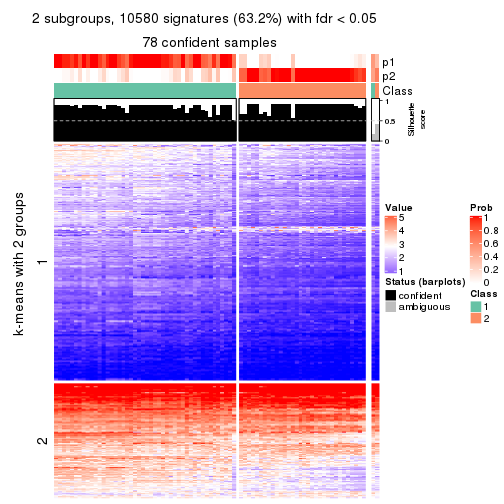 2 subgroups, 10580 signatures (63.2%) with fdr < 0.05
78 confident samples
p1
p2
Class
1
0.5
0
Silhouette
score
k-means with 2 groups
1
2
Value
5
4
3
2
1
Status (barplots)
confident
ambiguous
Prob
1
0.8
0.6
0.4
0.2
0
Class
1
2